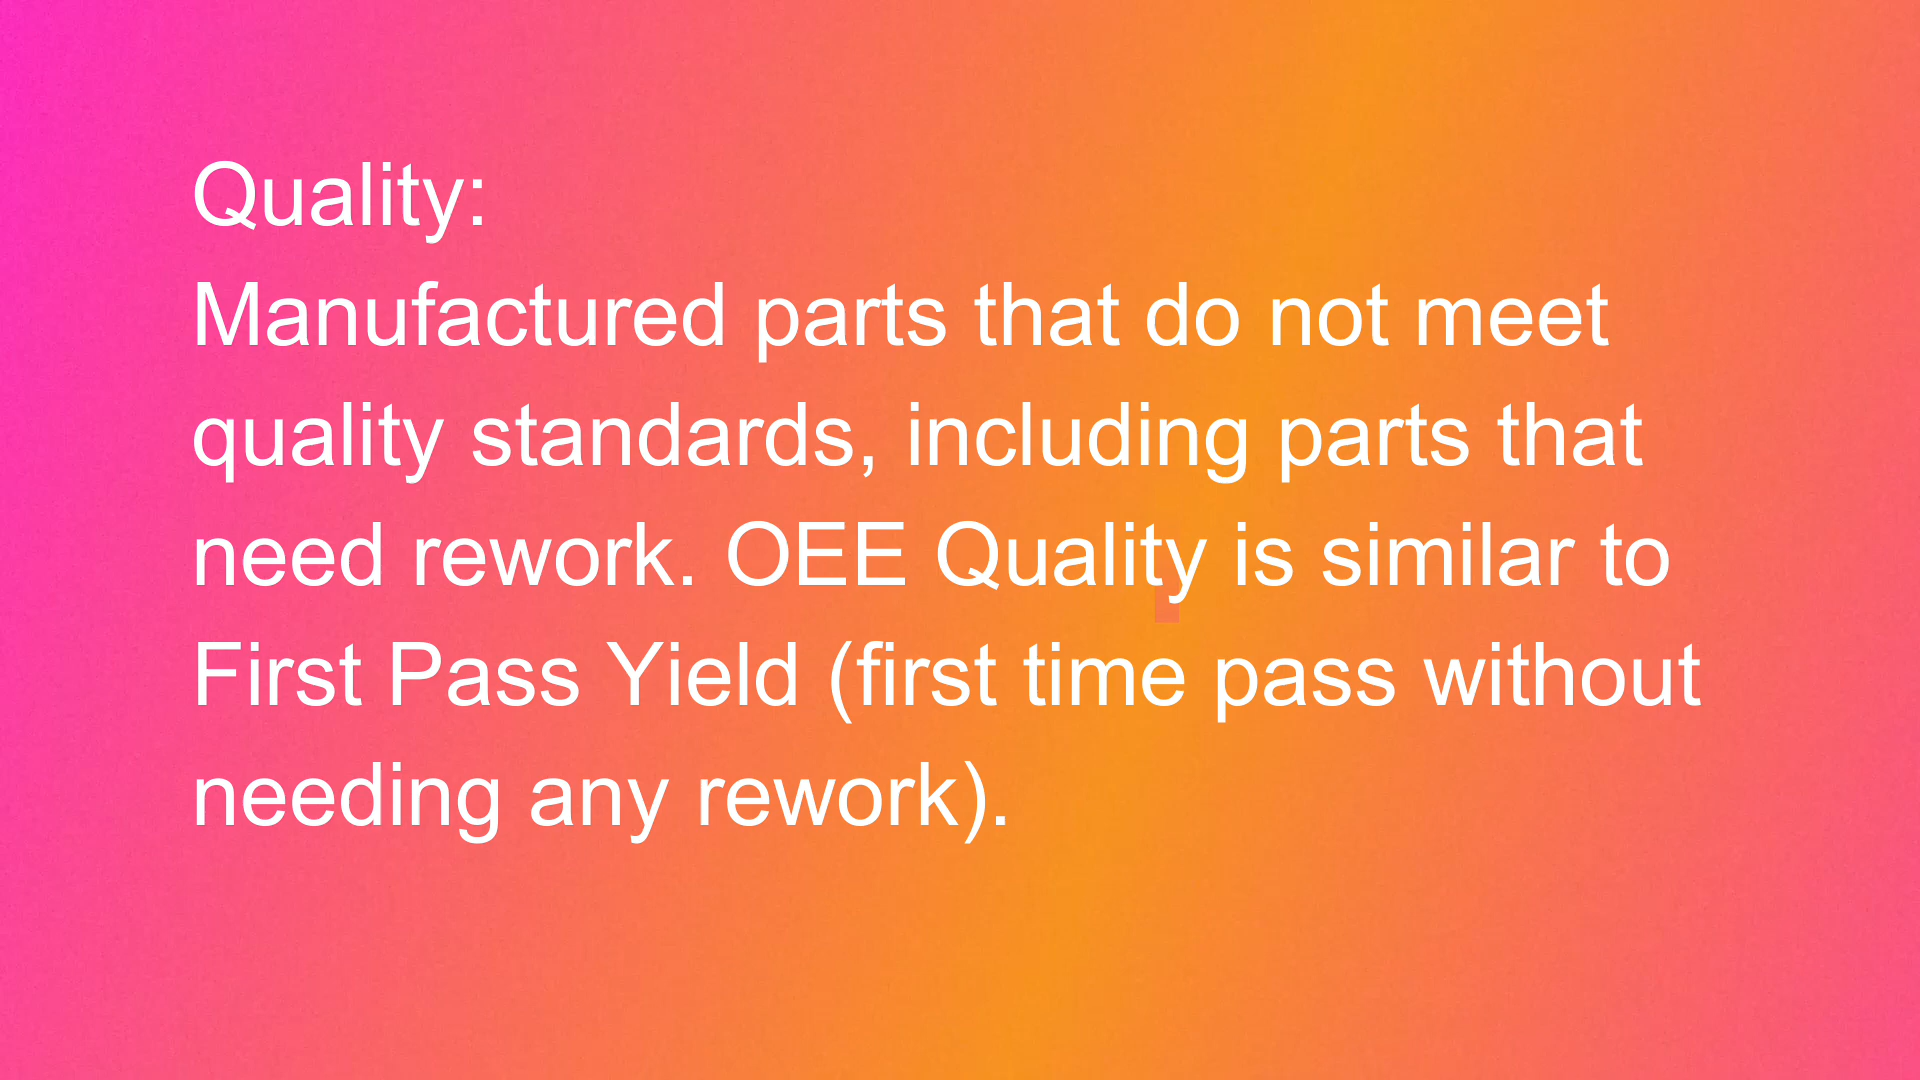 Quality:
Manufactured parts that do not meet
quality standards, including parts that
need rework. OEE Quality is similar to
First Pass Yield (first time pass without
needing any rework).